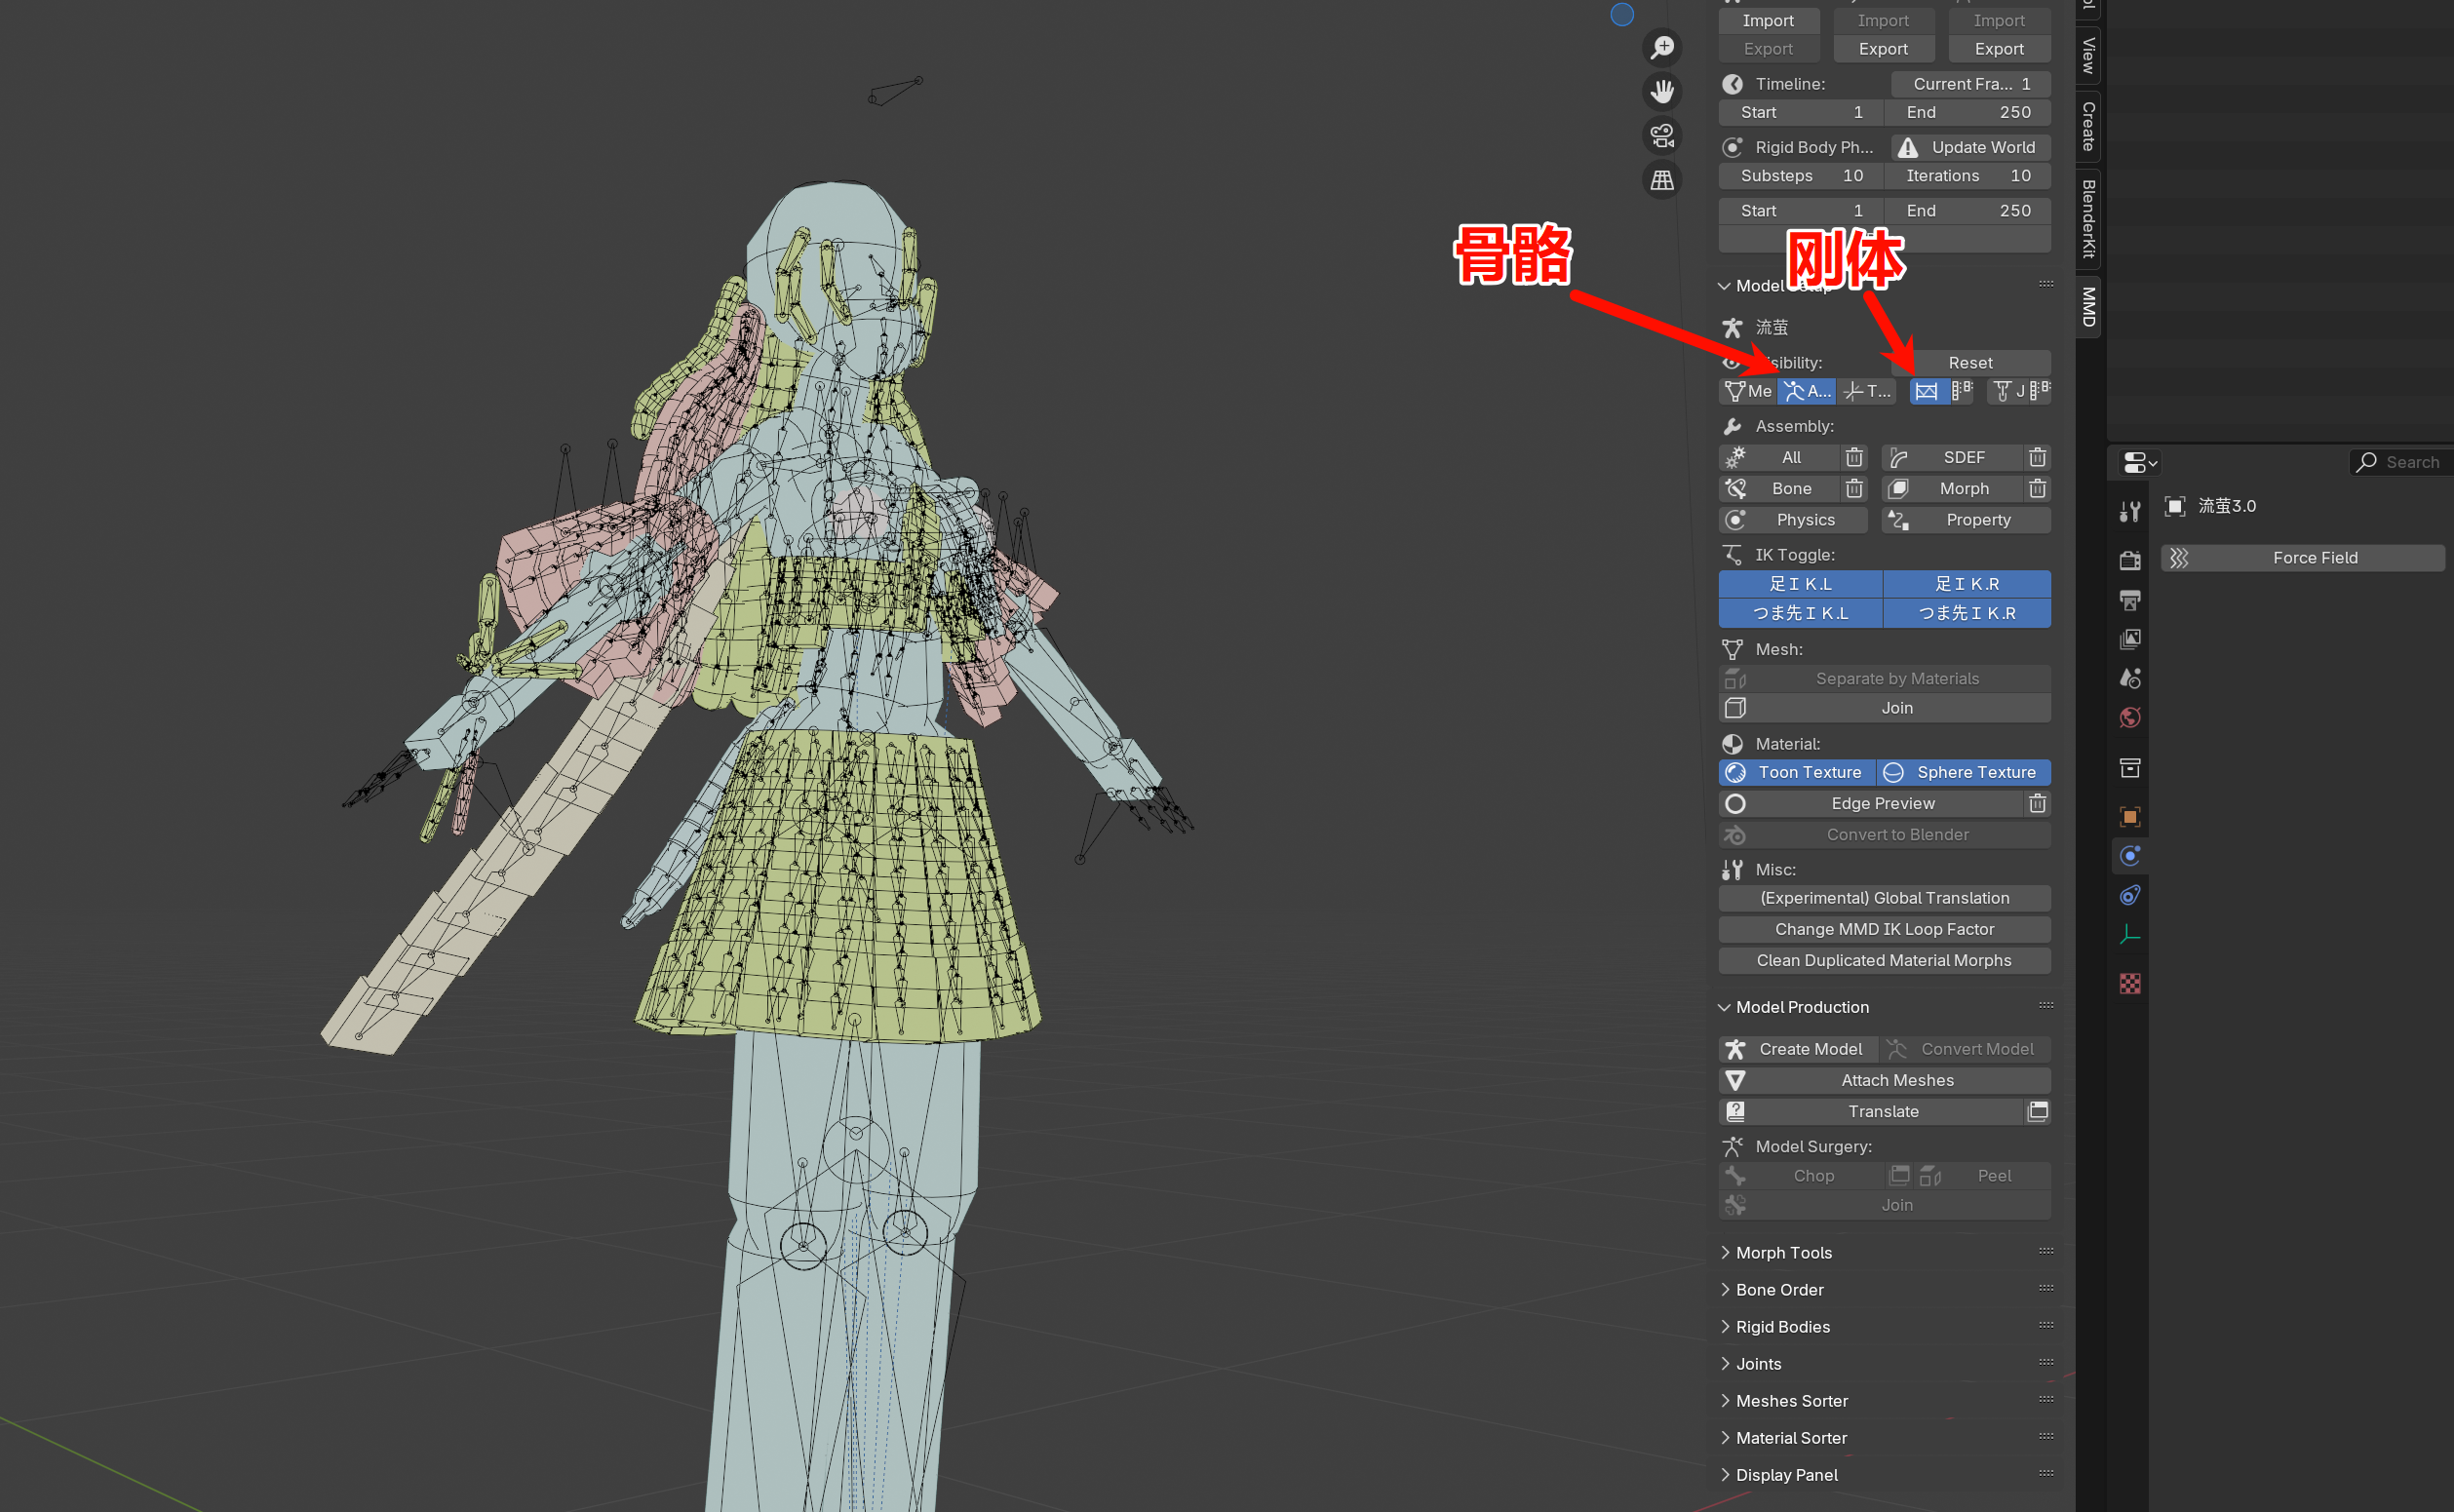 Import Import Import
Export Export Export
Timeline: Current Fra... 1
Start 1 End 250
Rigid Body Ph... Update World
Substeps 10 Iterations 10
Start 1 End 250
骨骼 刚体
Model
流萤
Reset
Me A... T... J
Assembly:
All SDEF
Bone Morph
Physics Property
IK Toggle:
足ＩＫ.L 足ＩＫ.R
つま先ＩＫ.L つま先ＩＫ.R
Mesh:
Separate by Materials
Join
Material:
Toon Texture Sphere Texture
Edge Preview
Convert to Blender
Misc:
(Experimental) Global Translation
Change MMD IK Loop Factor
Clean Duplicated Material Morphs
Model Production
Create Model Convert Model
Attach Meshes
Translate
Model Surgery:
Chop Peel
Join
Morph Tools
Bone Order
Rigid Bodies
Joints
Meshes Sorter
Material Sorter
Display Panel
View
Create
BlenderKit
MMD
Search
流萤3.0
Force Field